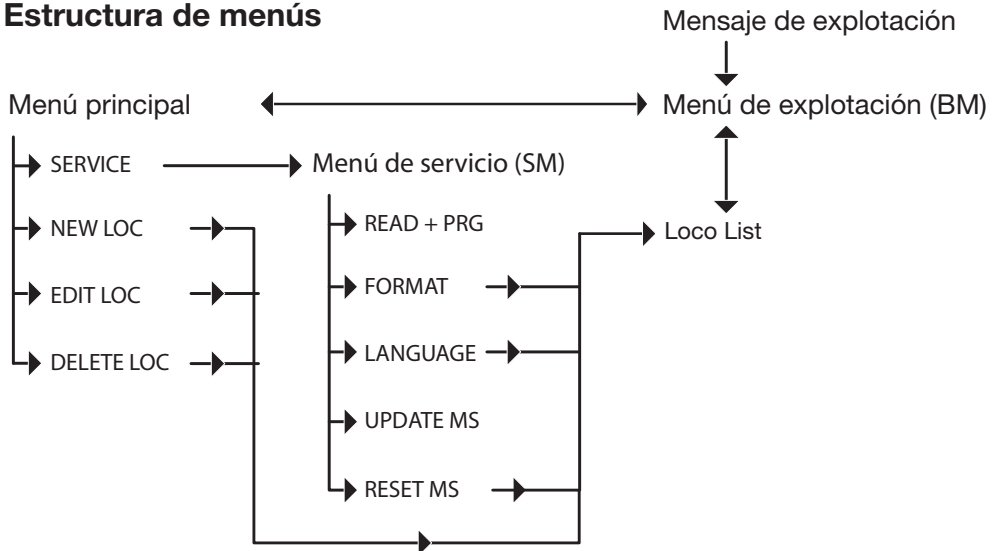 Estructura de menús
Mensaje de explotación
Menú principal
Menú de explotación (BM)
SERVICE
Menú de servicio (SM)
NEW LOC
READ + PRG
Loco List
EDIT LOC
FORMAT
DELETE LOC
LANGUAGE
UPDATE MS
RESET MS